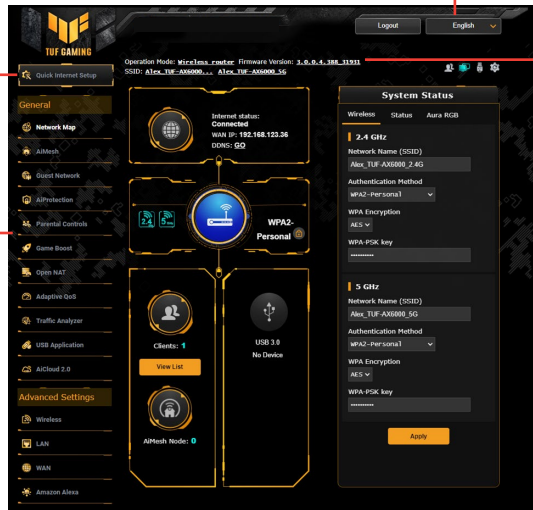 Logout
English
TUF GAMING
Operation Mode: Wireless router Firmware Version: 3.0.0.4.388_31931
SSID: Alex_TUF-AX6000... Alex_TUF-AX6000_5G
Quick Internet Setup
General
Network Map
AiMesh
Guest Network
AiProtection
Parental Controls
Game Boost
Open NAT
Adaptive QoS
Traffic Analyzer
USB Application
AiCloud 2.0
Advanced Settings
Wireless
LAN
WAN
Amazon Alexa
Internet status:
Connected
WAN IP: 192.168.123.36
DDNS: GO
2.4
5
WPA2-
Personal
Clients: 1
View List
AiMesh Node: 0
USB 3.0
No Device
System Status
Wireless Status Aura RGB
2.4 GHz
Network Name (SSID)
Alex_TUF-AX6000_2.4G
Authentication Method
WPA2-Personal
WPA Encryption
AES
WPA-PSK key
5 GHz
Network Name (SSID)
Alex_TUF-AX6000_5G
Authentication Method
WPA2-Personal
WPA Encryption
AES
WPA-PSK key
Apply